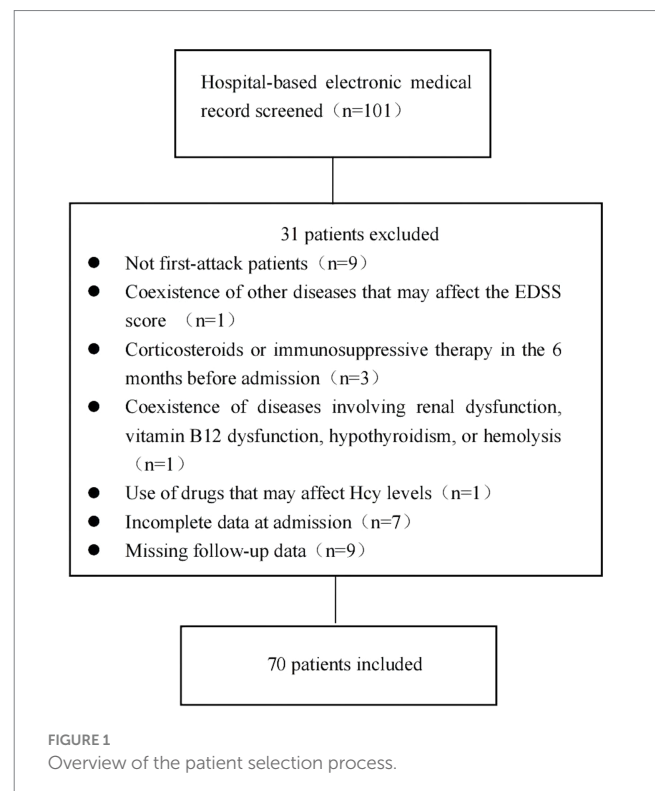 Hospital-based electronic medical
record screened（n=101）
31 patients excluded
● Not first-attack patients（n=9）
● Coexistence of other diseases that may affect the EDSS
score （n=1）
● Corticosteroids or immunosuppressive therapy in the 6
months before admission（n=3）
● Coexistence of diseases involving renal dysfunction,
vitamin B12 dysfunction, hypothyroidism, or hemolysis
（n=1）
● Use of drugs that may affect Hcy levels（n=1）
● Incomplete data at admission（n=7）
● Missing follow-up data（n=9）
70 patients included
FIGURE 1
Overview of the patient selection process.